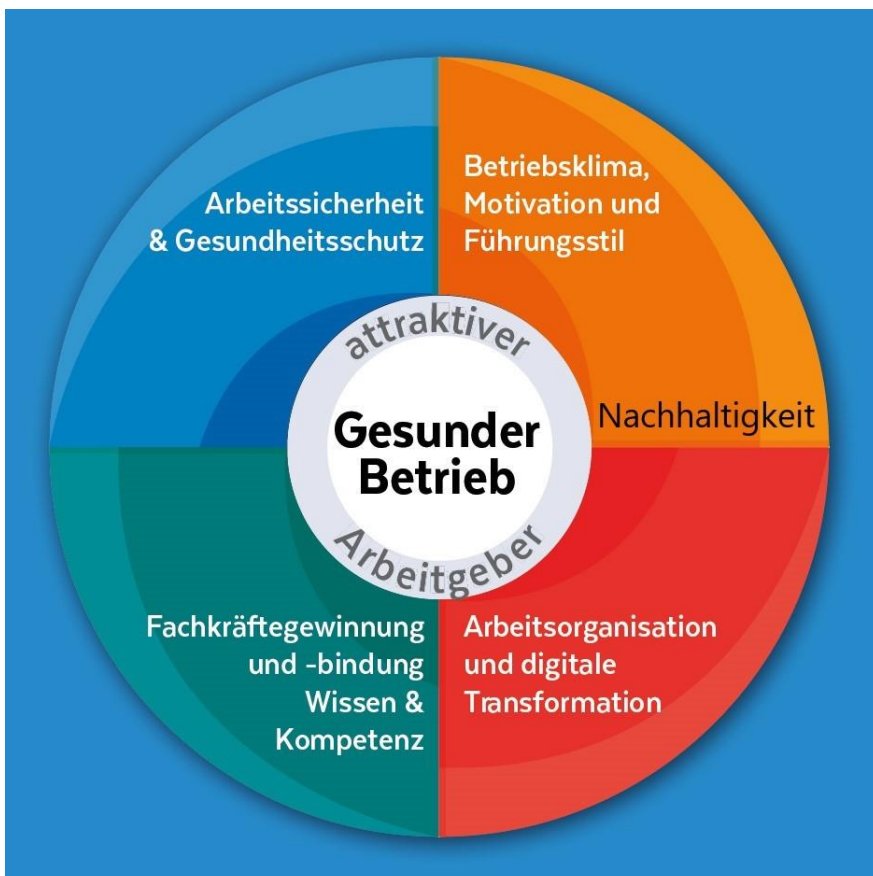 Arbeitssicherheit
& Gesundheitsschutz
Betriebsklima,
Motivation und
Führungsstil
attraktiver
Gesunder
Betrieb
Arbeitgeber
Nachhaltigkeit
Fachkräftegewinnung
und -bindung
Wissen &
Kompetenz
Arbeitsorganisation
und digitale
Transformation